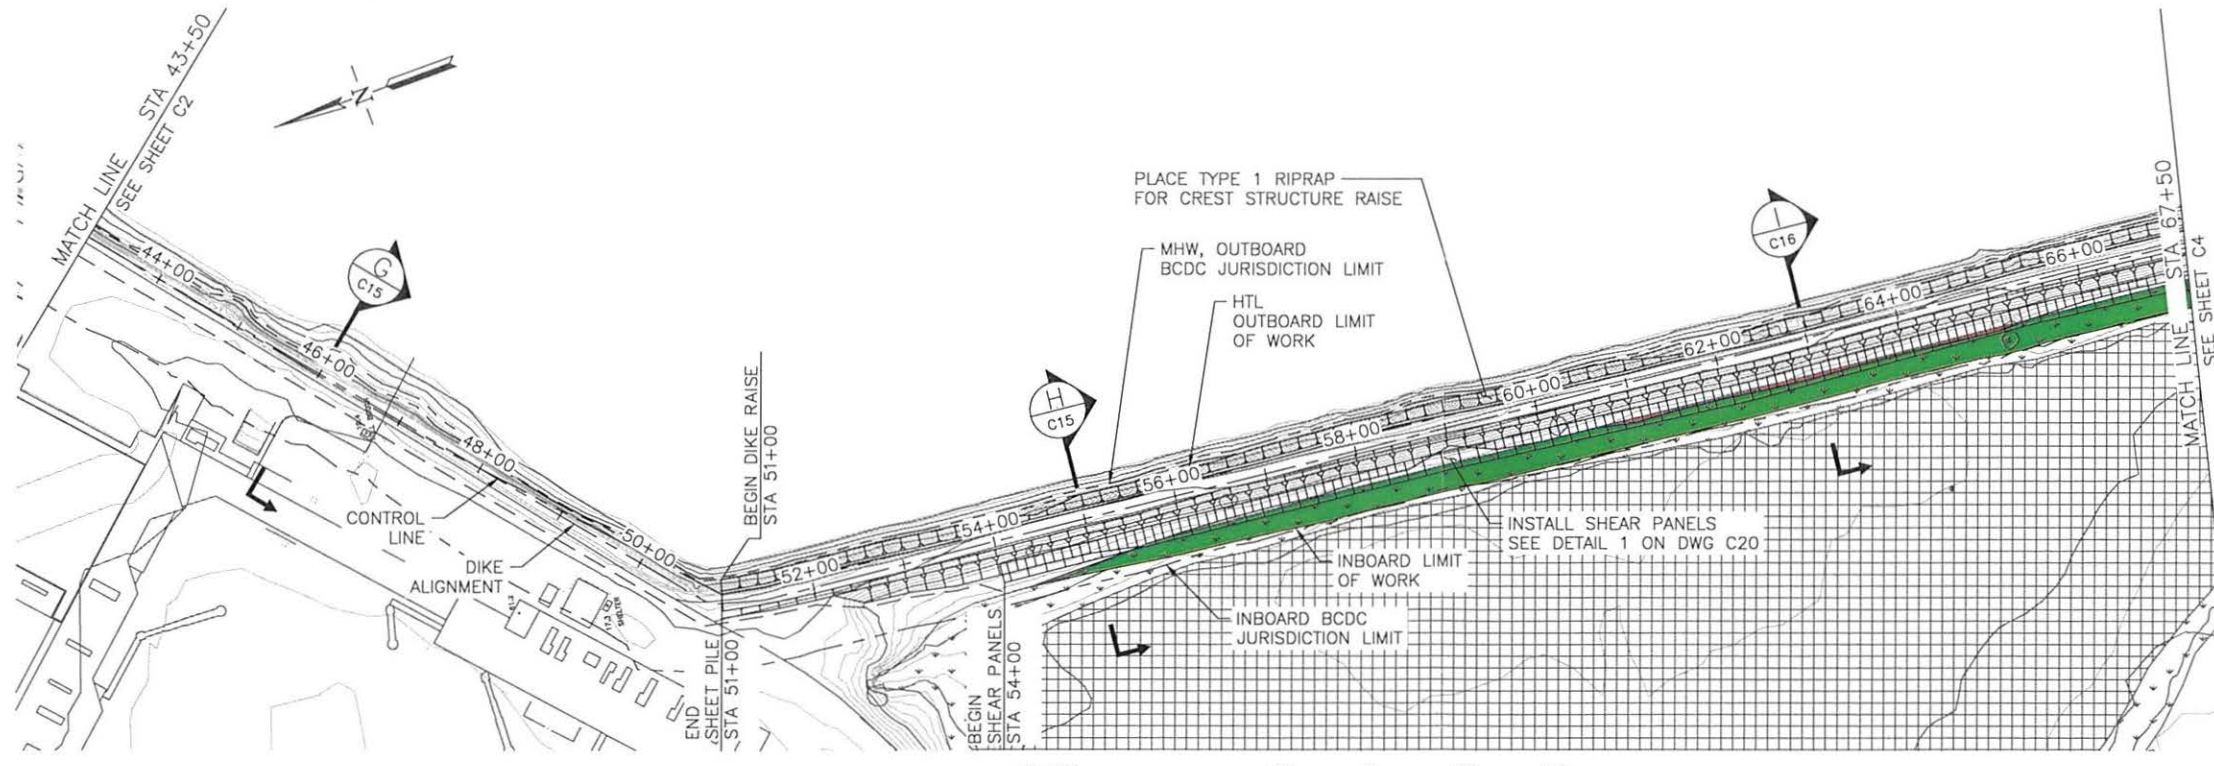 MATCH LINE STA 43+50
SEE SHEET C2
N
44+00
G
C15
46+00
48+00
CONTROL
LINE
DIKE
ALIGNMENT
50+00
BEGIN DIKE RAISE
STA 51+00
END
SHEET PILE
STA 51+00
52+00
54+00
BEGIN
SHEAR PANELS
STA 54+00
H
C15
56+00
PLACE TYPE 1 RIPRAP
FOR CREST STRUCTURE RAISE
MHW, OUTBOARD
BCDC JURISDICTION LIMIT
HTL
OUTBOARD LIMIT
OF WORK
58+00
60+00
62+00
I
C16
64+00
66+00
INSTALL SHEAR PANELS
SEE DETAIL 1 ON DWG C20
INBOARD LIMIT
OF WORK
INBOARD BCDC
JURISDICTION LIMIT
MATCH LINE STA 67+50
SEE SHEET C4
SHELTER